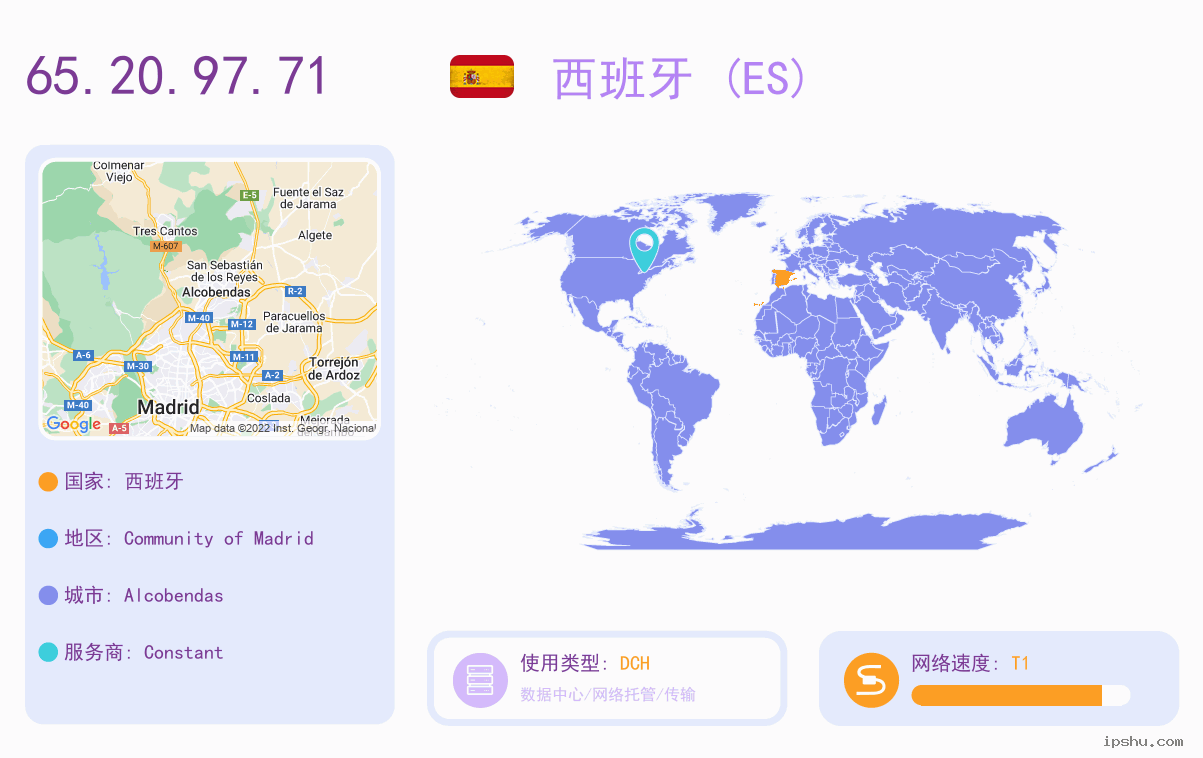 65.20.97.71
西班牙 (ES)
Colmenar
Viejo
E-5
Fuente el Saz
de Jarama
Tres Cantos
M-607
Algete
San Sebastián
de los Reyes
Alcobendas
R-2
M-40
M-12
Paracuellos
de Jarama
A-6
M-30
M-11
A-2
Torrejón
de Ardoz
M-40
Madrid
Coslada
Mejorada
del Campo
Google
A-5
Map data ©2022 Inst. Geogr. Nacional
国家: 西班牙
地区: Community of Madrid
城市: Alcobendas
服务商: Constant
使用类型: DCH
数据中心/网络托管/传输
网络速度: T1
ipshu.com